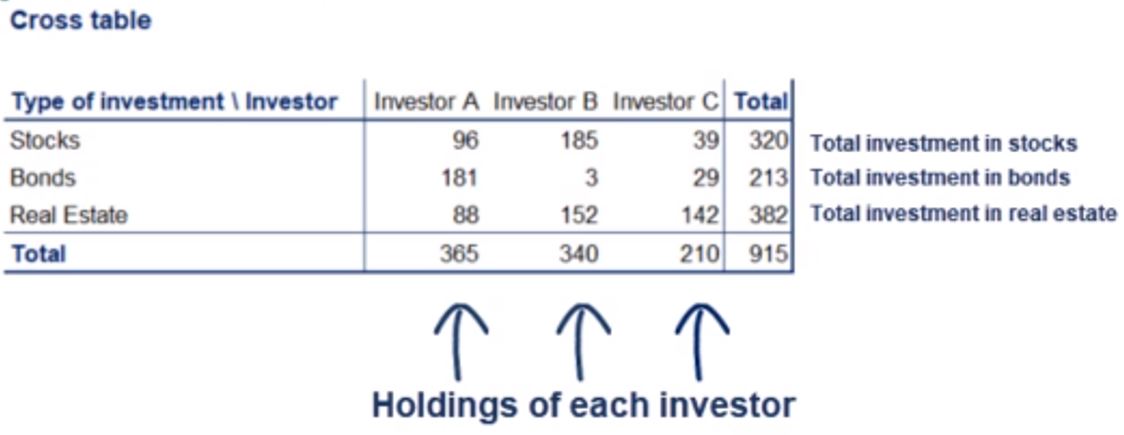 Cross table
Type of investment \ Investor Investor A Investor B Investor C Total
Stocks 96 185 39 320 Total investment in stocks
Bonds 181 3 29 213 Total investment in bonds
Real Estate 88 152 142 382 Total investment in real estate
Total 365 340 210 915
Holdings of each investor